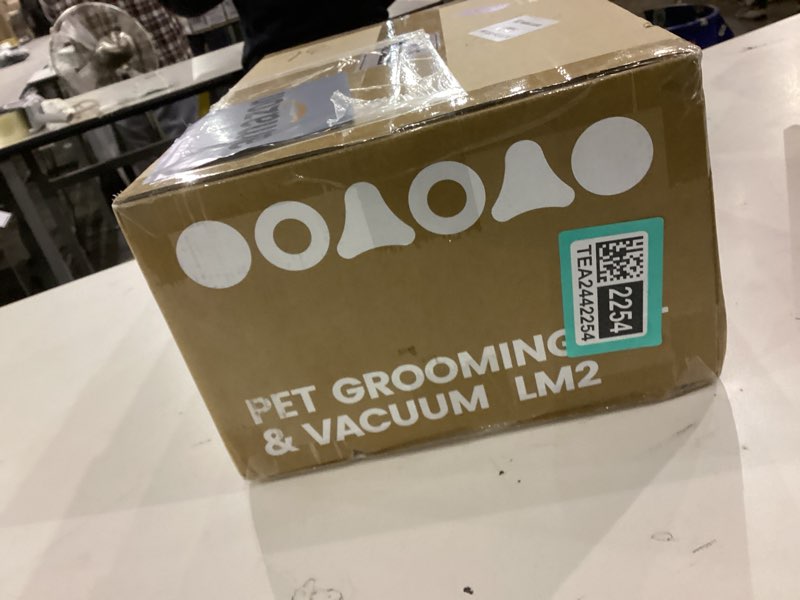 PET GROOMING
& VACUUM LM2
TEA2442254
2254